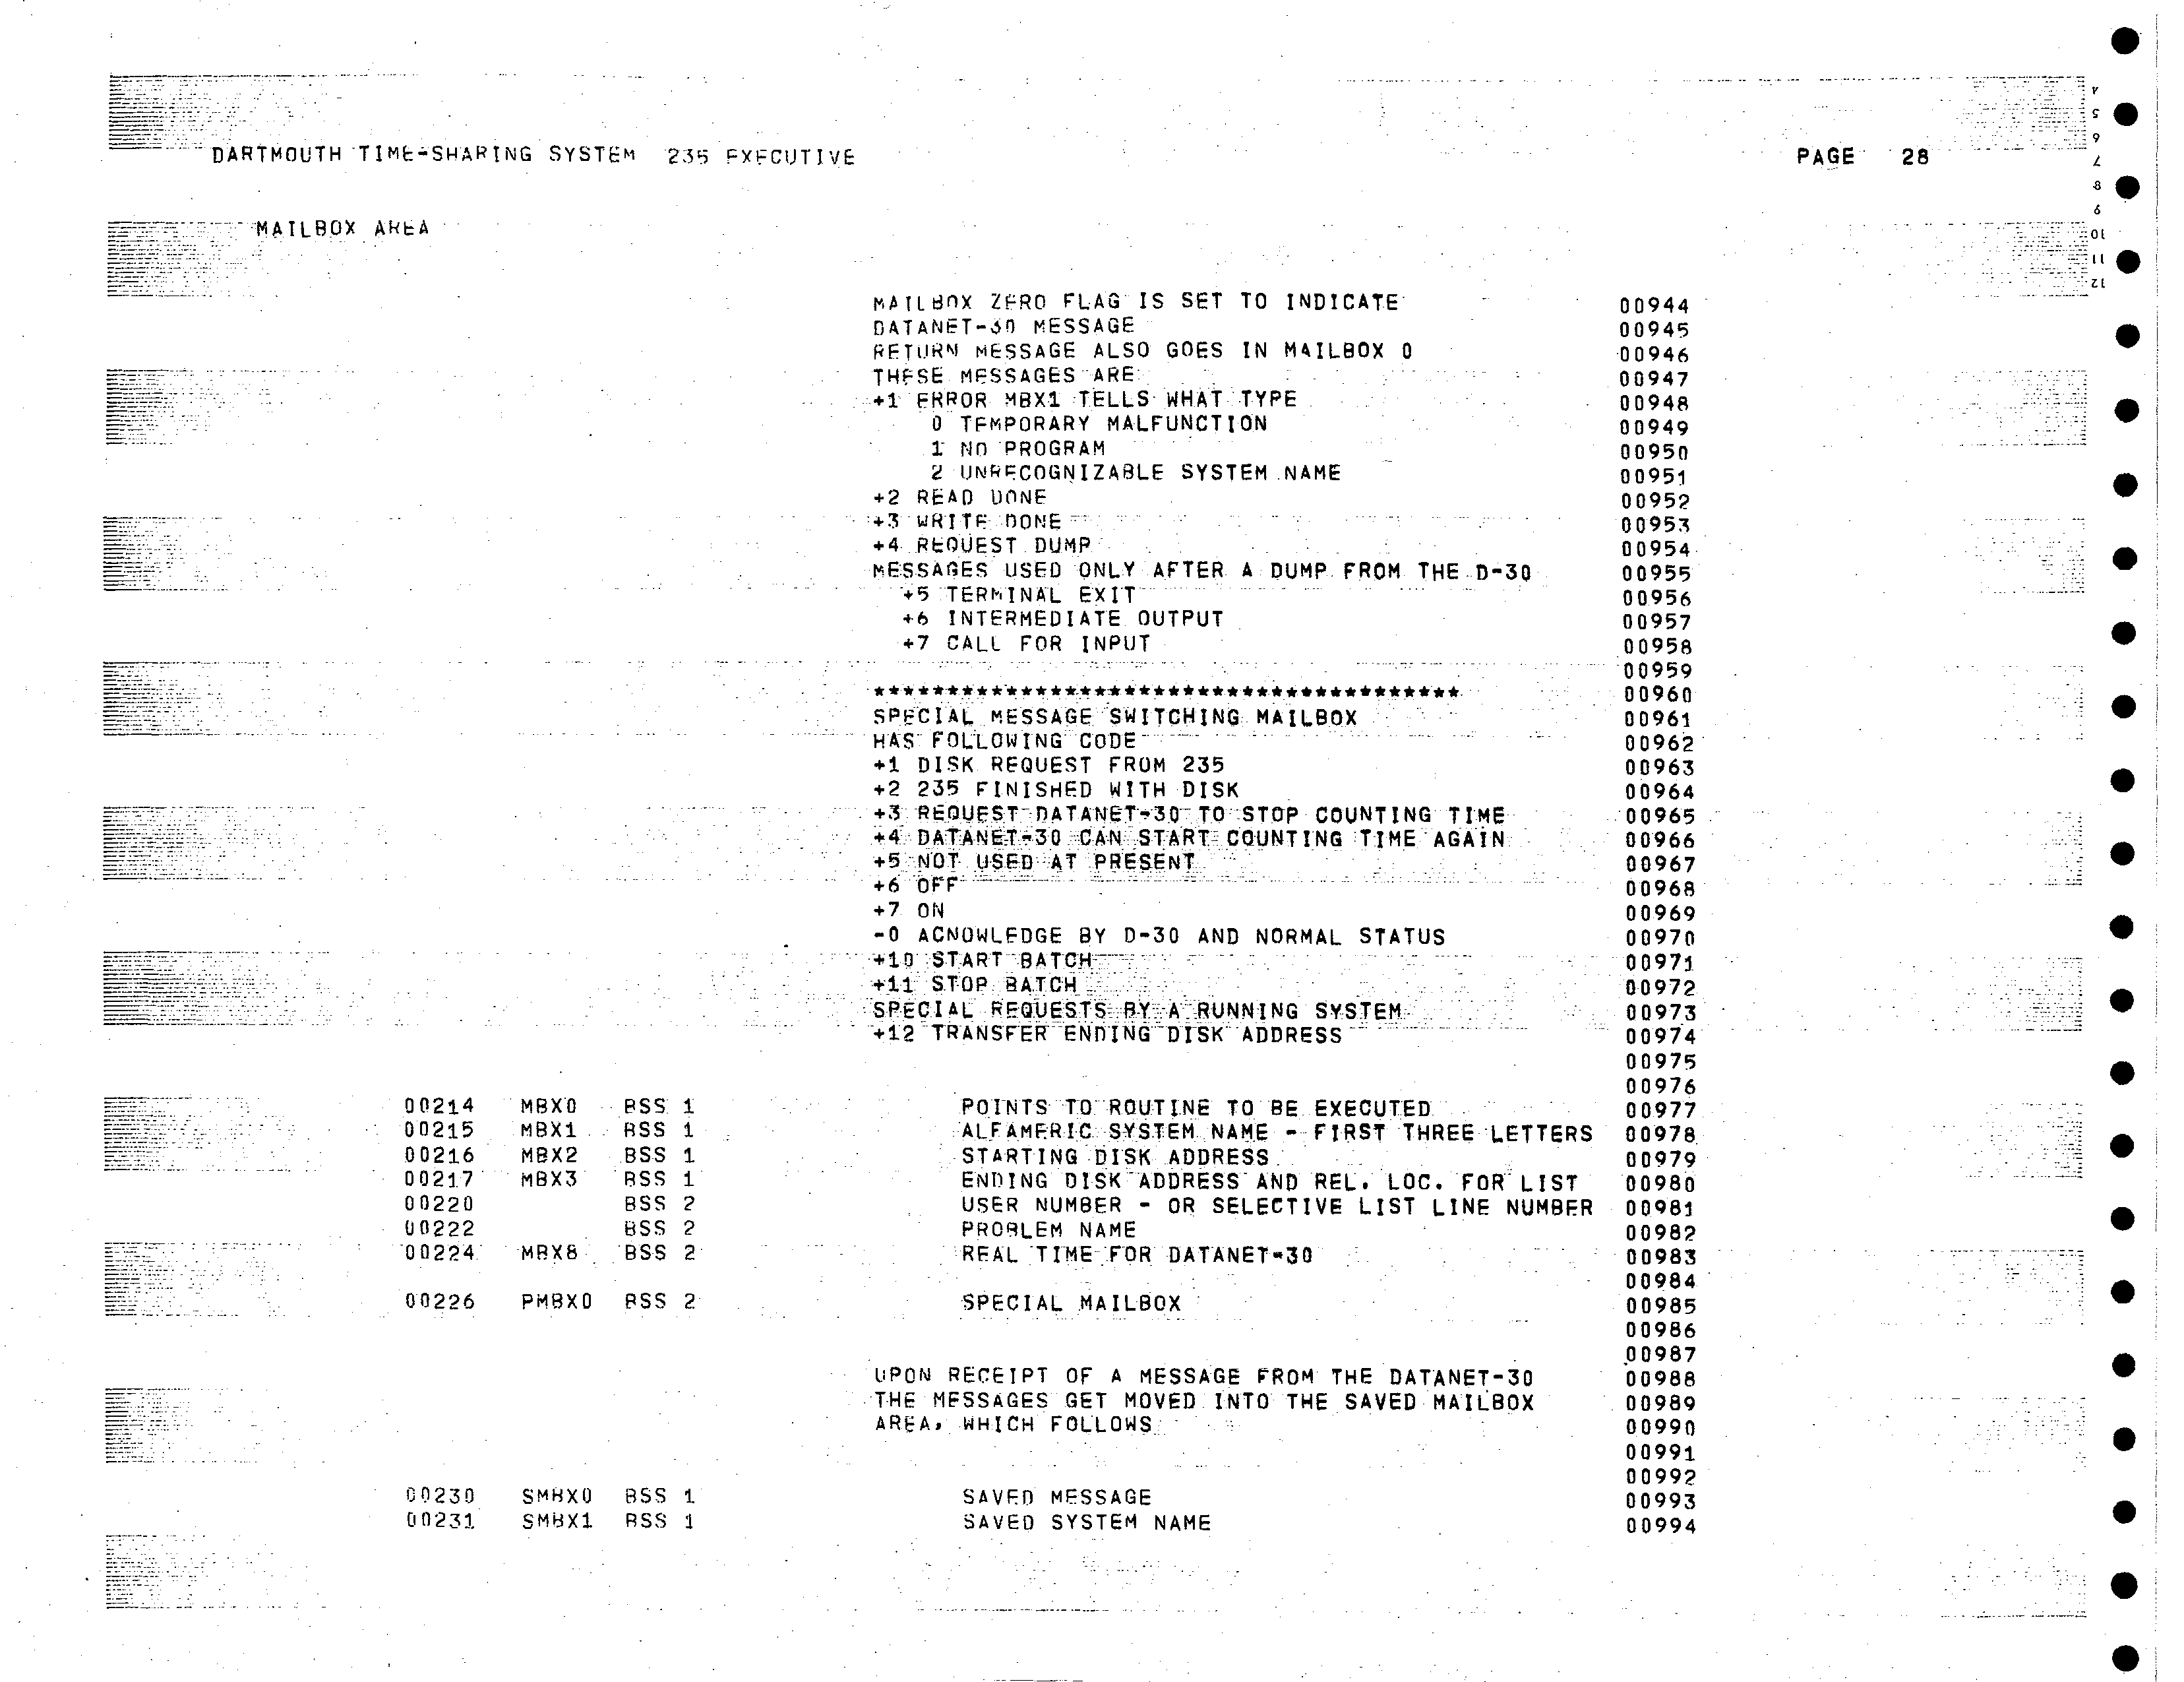 DARTMOUTH TIME-SHARING SYSTEM 235 EXECUTIVE PAGE 28
MAILBOX AREA
MAILBOX ZERO FLAG IS SET TO INDICATE 00944
DATANET-30 MESSAGE 00945
RETURN MESSAGE ALSO GOES IN MAILBOX 0 00946
THESE MESSAGES ARE 00947
+1 ERROR MBX1 TELLS WHAT TYPE 00948
0 TEMPORARY MALFUNCTION 00949
1 NO PROGRAM 00950
2 UNRECOGNIZABLE SYSTEM NAME 00951
+2 READ DONE 00952
+3 WRITE DONE 00953
+4 REQUEST DUMP 00954
MESSAGES USED ONLY AFTER A DUMP FROM THE D-30 00955
+5 TERMINAL EXIT 00956
+6 INTERMEDIATE OUTPUT 00957
+7 CALL FOR INPUT 00958
00959
**************************************** 00960
SPECIAL MESSAGE SWITCHING MAILBOX 00961
HAS FOLLOWING CODE 00962
+1 DISK REQUEST FROM 235 00963
+2 235 FINISHED WITH DISK 00964
+3 REQUEST DATANET-30 TO STOP COUNTING TIME 00965
+4 DATANET-30 CAN START COUNTING TIME AGAIN 00966
+5 NOT USED AT PRESENT 00967
+6 OFF 00968
+7 ON 00969
-0 ACNOWLEDGE BY D-30 AND NORMAL STATUS 00970
+10 START BATCH 00971
+11 STOP BATCH 00972
SPECIAL REQUESTS BY A RUNNING SYSTEM 00973
+12 TRANSFER ENDING DISK ADDRESS 00974
00975
00976
00214 MBX0 BSS 1 POINTS TO ROUTINE TO BE EXECUTED 00977
00215 MBX1 BSS 1 ALFAMERIC SYSTEM NAME - FIRST THREE LETTERS 00978
00216 MBX2 BSS 1 STARTING DISK ADDRESS 00979
00217 MBX3 BSS 1 ENDING DISK ADDRESS AND REL. LOC. FOR LIST 00980
00220 BSS 2 USER NUMBER - OR SELECTIVE LIST LINE NUMBER 00981
00222 BSS 2 PROBLEM NAME 00982
00224 MBX8 BSS 2 REAL TIME FOR DATANET-30 00983
00984
00226 PMBX0 BSS 2 SPECIAL MAILBOX 00985
00986
00987
UPON RECEIPT OF A MESSAGE FROM THE DATANET-30 00988
THE MESSAGES GET MOVED INTO THE SAVED MAILBOX 00989
AREA, WHICH FOLLOWS 00990
00991
00992
00230 SMBX0 BSS 1 SAVED MESSAGE 00993
00231 SMBX1 BSS 1 SAVED SYSTEM NAME 00994
4
5
6
7
8
9
10
11
12